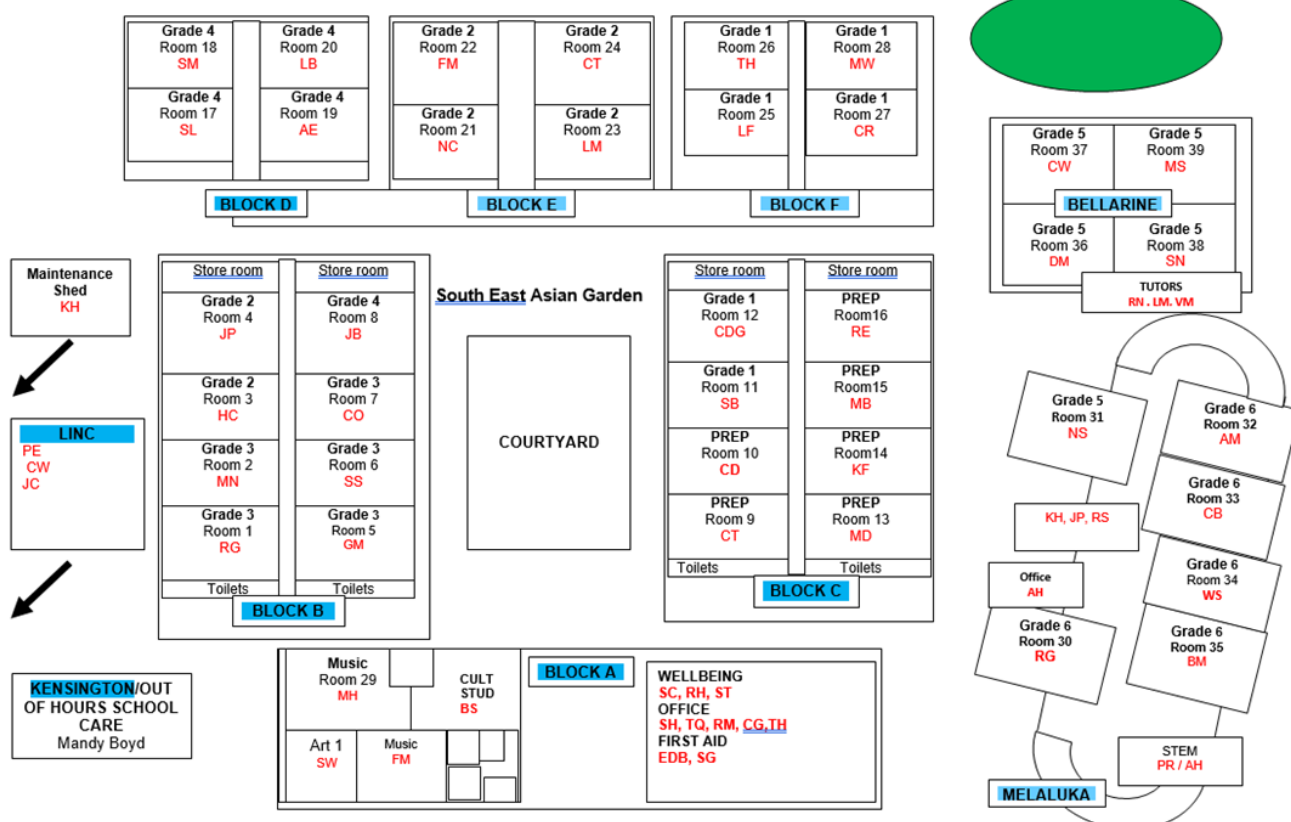 Grade 4
Room 18
SM
Grade 4
Room 20
LB
Grade 4
Room 17
SL
Grade 4
Room 19
AE
BLOCK D
Grade 2
Room 22
FM
Grade 2
Room 24
CT
Grade 2
Room 21
NC
Grade 2
Room 23
LM
BLOCK E
Grade 1
Room 26
TH
Grade 1
Room 28
MW
Grade 1
Room 25
LF
Grade 1
Room 27
CR
BLOCK F
Grade 5
Room 37
CW
Grade 5
Room 39
MS
BELLARINE
Grade 5
Room 36
DM
Grade 5
Room 38
SN
TUTORS
RN . LM. VM
Maintenance
Shed
KH
LINC
PE
CW
JC
KENSINGTON/OUT
OF HOURS SCHOOL
CARE
Mandy Boyd
Store room
Store room
Grade 2
Room 4
JP
Grade 4
Room 8
JB
Grade 2
Room 3
HC
Grade 3
Room 7
CO
Grade 3
Room 2
MN
Grade 3
Room 6
SS
Grade 3
Room 1
RG
Grade 3
Room 5
GM
Toilets
Toilets
BLOCK B
South East Asian Garden
COURTYARD
Store room
Store room
Grade 1
Room 12
CDG
PREP
Room16
RE
Grade 1
Room 11
SB
PREP
Room15
MB
PREP
Room 10
CD
PREP
Room14
KF
PREP
Room 9
CT
PREP
Room 13
MD
Toilets
Toilets
BLOCK C
Grade 5
Room 31
NS
Grade 6
Room 32
AM
Grade 6
Room 33
CB
KH, JP, RS
Office
AH
Grade 6
Room 34
WS
Grade 6
Room 30
RG
Grade 6
Room 35
BM
STEM
PR / AH
MELALUKA
Music
Room 29
MH
CULT
STUD
BS
Art 1
SW
Music
FM
BLOCK A
WELLBEING
SC, RH, ST
OFFICE
SH, TQ, RM, CG,TH
FIRST AID
EDB, SG